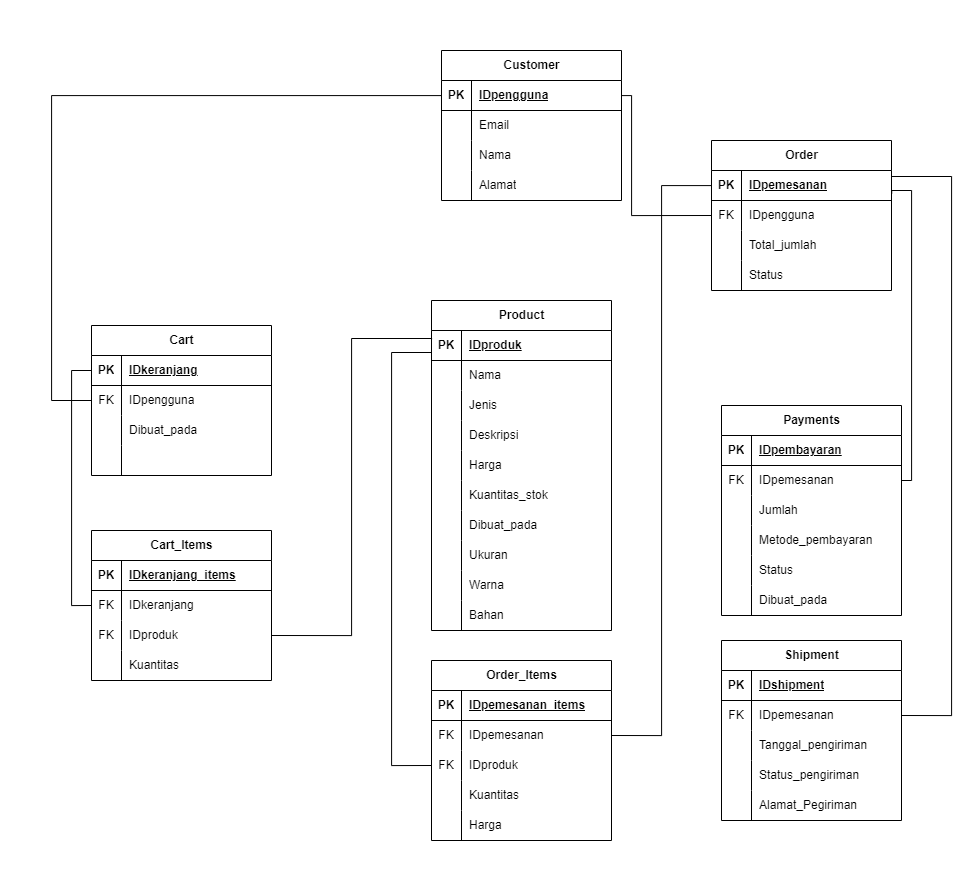 Customer
PK IDpengguna
Email
Nama
Alamat
Order
PK IDpemesanan
FK IDpengguna
Total_jumlah
Status
Product
PK IDproduk
Nama
Jenis
Deskripsi
Harga
Kuantitas_stok
Dibuat_pada
Ukuran
Warna
Bahan
Cart
PK IDkeranjang
FK IDpengguna
Dibuat_pada
Payments
PK IDpembayaran
FK IDpemesanan
Jumlah
Metode_pembayaran
Status
Dibuat_pada
Cart_Items
PK IDkeranjang_items
FK IDkeranjang
FK IDproduk
Kuantitas
Order_Items
PK IDpemesanan_items
FK IDpemesanan
FK IDproduk
Kuantitas
Harga
Shipment
PK IDshipment
FK IDpemesanan
Tanggal_pengiriman
Status_pengiriman
Alamat_Pegiriman